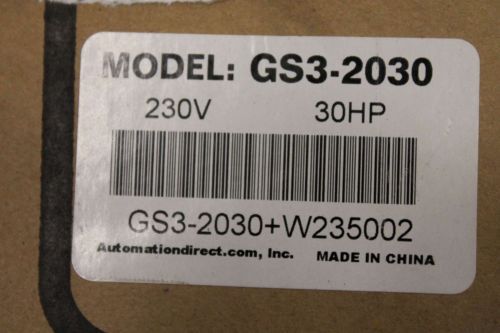 MODEL: GS3-2030
230V 30HP
GS3-2030+W235002
Automationdirect.com, Inc. MADE IN CHINA